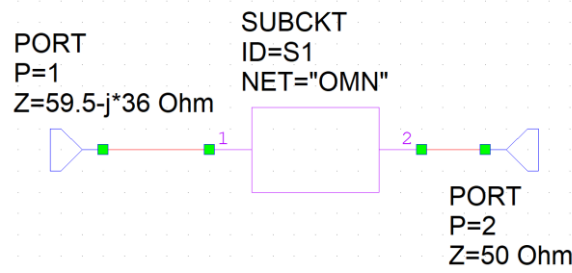 SUBCKT
ID=S1
NET="OMN"
PORT
P=1
Z=59.5-j*36 Ohm
1
2
PORT
P=2
Z=50 Ohm